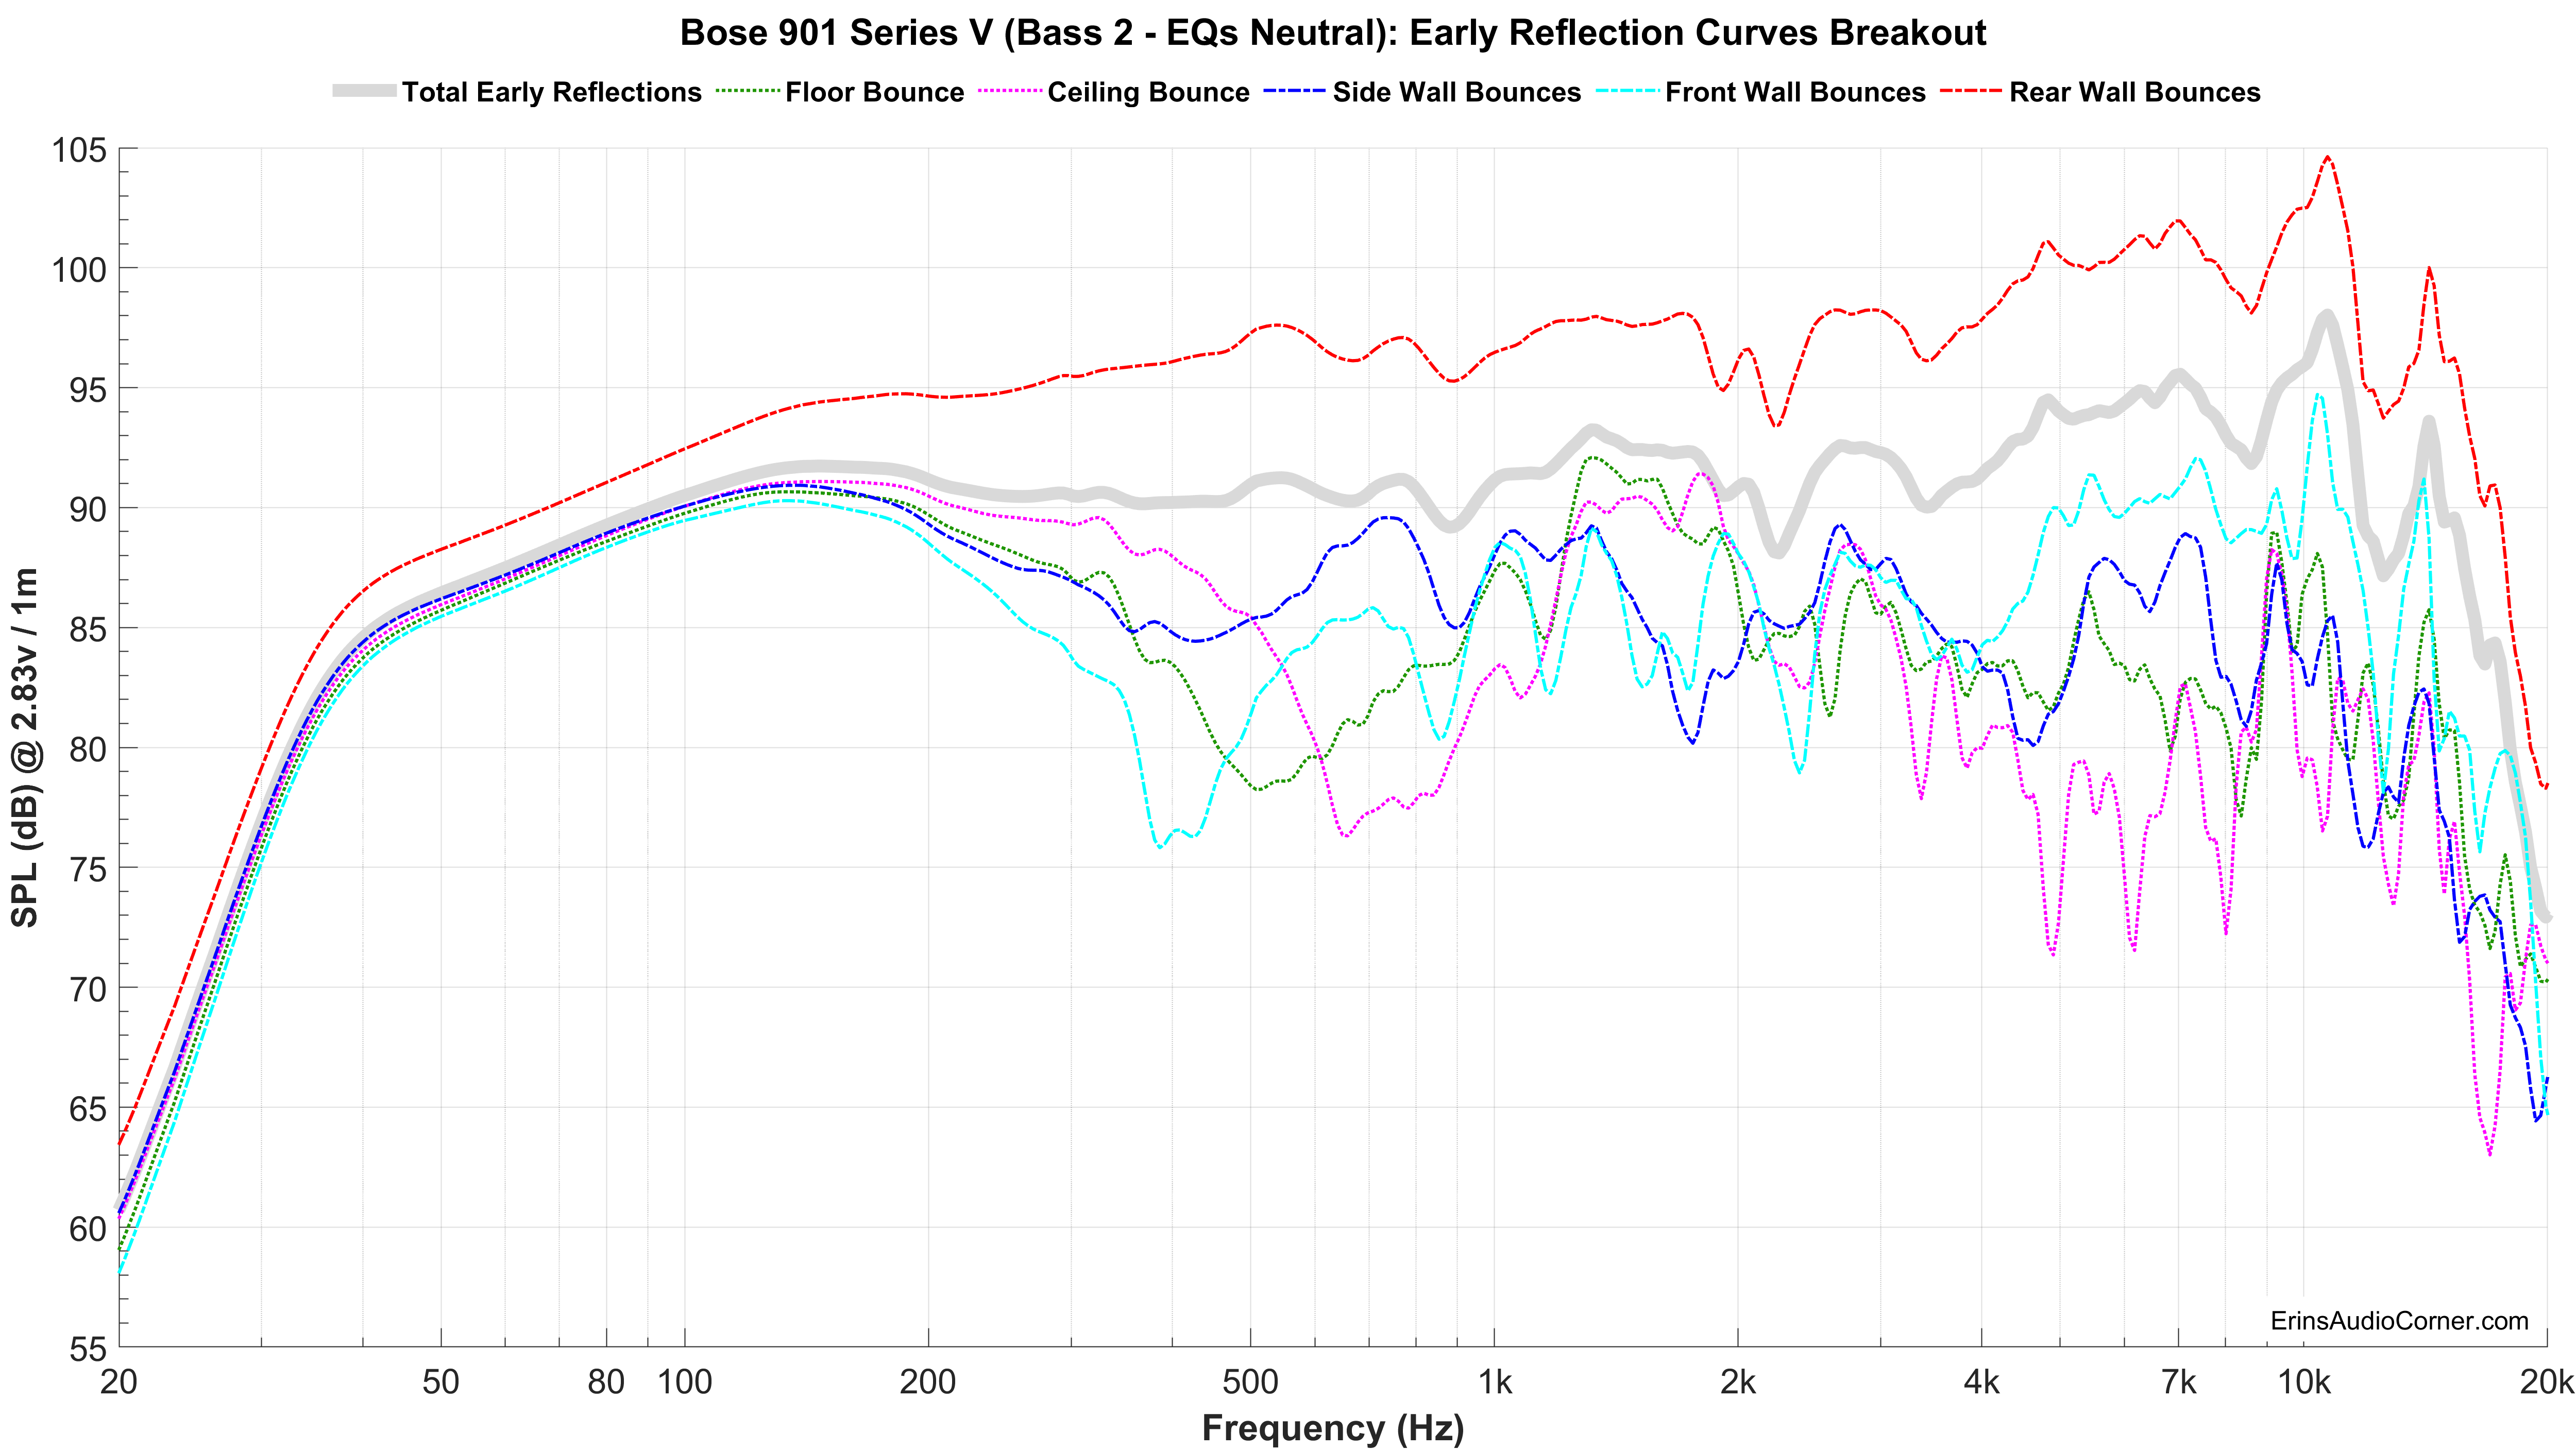 Bose 901 Series V (Bass 2 - EQs Neutral): Early Reflection Curves Breakout
Total Early Reflections Floor Bounce Ceiling Bounce Side Wall Bounces Front Wall Bounces Rear Wall Bounces
105
100
95
90
85
80
75
70
65
60
55
SPL (dB) @ 2.83v / 1m
ErinsAudioCorner.com
20 50 80 100 200 500 1k 2k 4k 7k 10k 20k
Frequency (Hz)